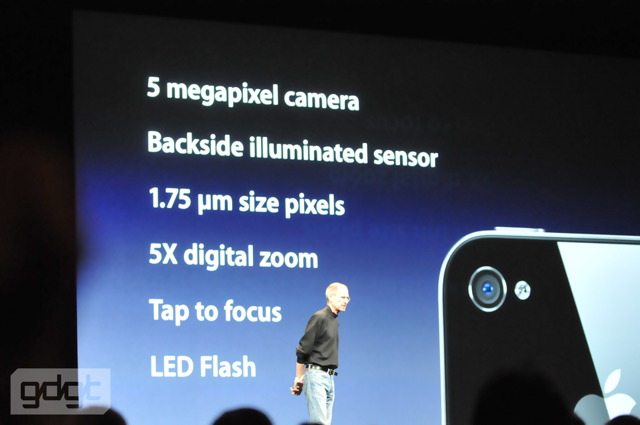 5 megapixel camera
Backside illuminated sensor
1.75 µm size pixels
5X digital zoom
Tap to focus
LED Flash
gdgt